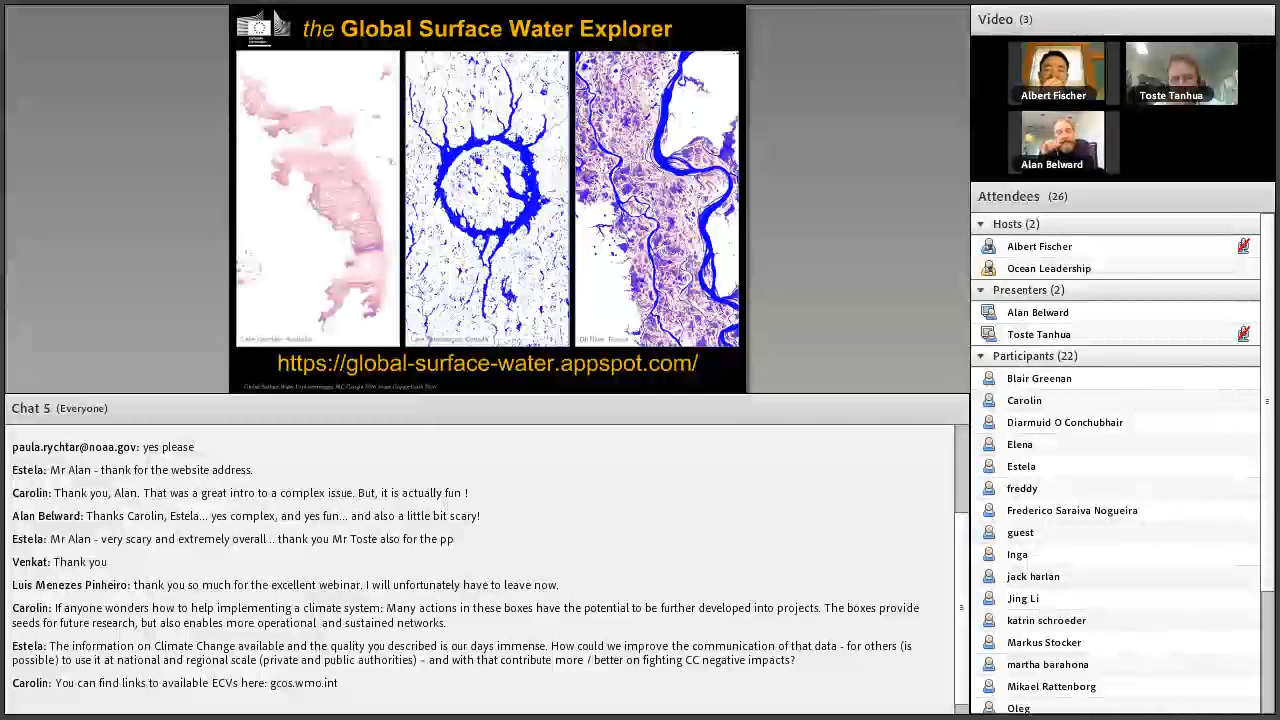 the Global Surface Water Explorer
https://global-surface-water.appspot.com/
Video (3)
Albert Fischer
Toste Tanhua
Alan Belward
Attendees (26)
Hosts (2)
Albert Fischer
Ocean Leadership
Presenters (2)
Alan Belward
Toste Tanhua
Participants (22)
Blair Greenan
Carolin
Diarmuid O Conchubhair
Elena
Estela
freddy
Frederico Saraiva Nogueira
guest
Inga
jack harlan
Jing Li
katrin schroeder
Markus Stocker
martha barahona
Mikael Rattenborg
Oleg
Chat 5 (Everyone)
paula.rychtar@noaa.gov: yes please
Estela: Mr Alan - thank for the website address.
Carolin: Thank you, Alan. That was a great intro to a complex issue. But, it is actually fun !
Alan Belward: Thanks Carolin, Estela... yes complex, and yes fun... and also a little bit scary!
Estela: Mr Alan - very scary and extremely overall .. thank you Mr Toste also for the pp
Venkat: Thank you
Luis Menezes Pinheiro: thank you so much for the excellent webinar. I will unfortunately have to leave now.
Carolin: If anyone wonders how to help implementing Climate system: Many actions in these boxes have the potential to be further developed into projects. The boxes provide
seeds for future research, but also enables more operational and sustained networks.
Estela: The information on Climate Change available and the quality you described is our days immense. How could we improve the communication of that data - for others (is
possible) to use it at national and regional scale (private and public authorities) - and with that contribute more / better on fighting CC negative impacts?
Carolin: You can find links to available ECVs here: gcos.wmo.int